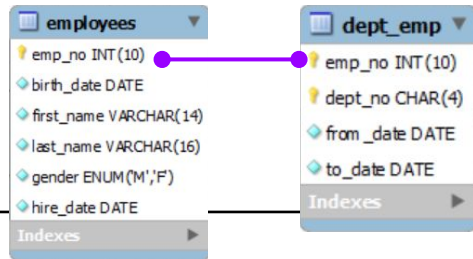 employees
emp_no INT(10)
birth_date DATE
first_name VARCHAR(14)
last_name VARCHAR(16)
gender ENUM('M','F')
hire_date DATE
Indexes
dept_emp
emp_no INT(10)
dept_no CHAR(4)
from_date DATE
to_date DATE
Indexes